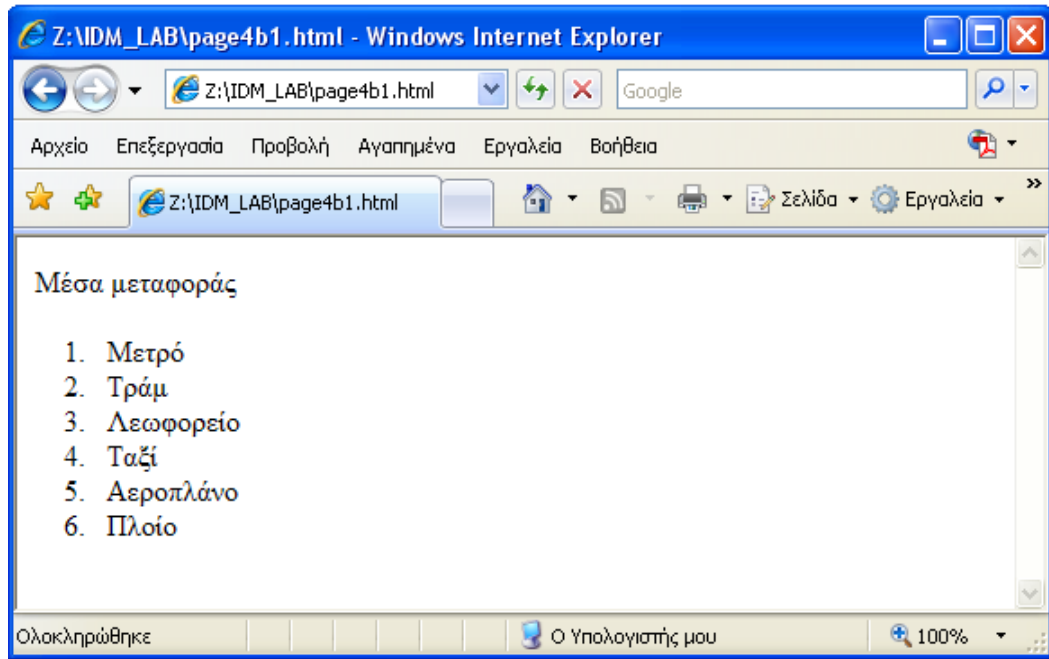 Z:\IDM_LAB\page4b1.html - Windows Internet Explorer
Z:\IDM_LAB\page4b1.html Google
Αρχείο Επεξεργασία Προβολή Αγαπημένα Εργαλεία Βοήθεια
Z:\IDM_LAB\page4b1.html Σελίδα Εργαλεία »
Μέσα μεταφοράς
1. Μετρό
2. Τράμ
3. Λεωφορείο
4. Ταξί
5. Αεροπλάνο
6. Πλοίο
Ολοκληρώθηκε Ο Υπολογιστής μου 100%